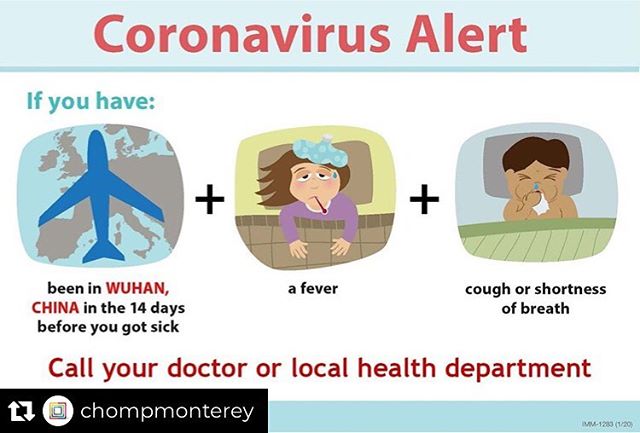 Coronavirus Alert
If you have:
+
+
been in WUHAN,
CHINA in the 14 days
before you got sick
a fever
cough or shortness
of breath
Call your doctor or local health department
chompmonterey
IMM-1283 (1/20)